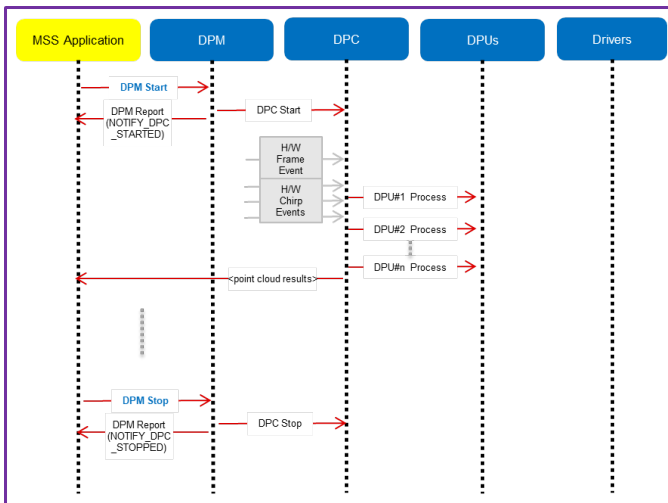 MSS Application
DPM
DPC
DPUs
Drivers
DPM Start
DPM Report
(NOTIFY_DPC
_STARTED)
DPC Start
H/W
Frame
Event
H/W
Chirp
Events
DPU#1 Process
DPU#2 Process
DPU#n Process
<point cloud results>
DPM Stop
DPM Report
(NOTIFY_DPC
_STOPPED)
DPC Stop